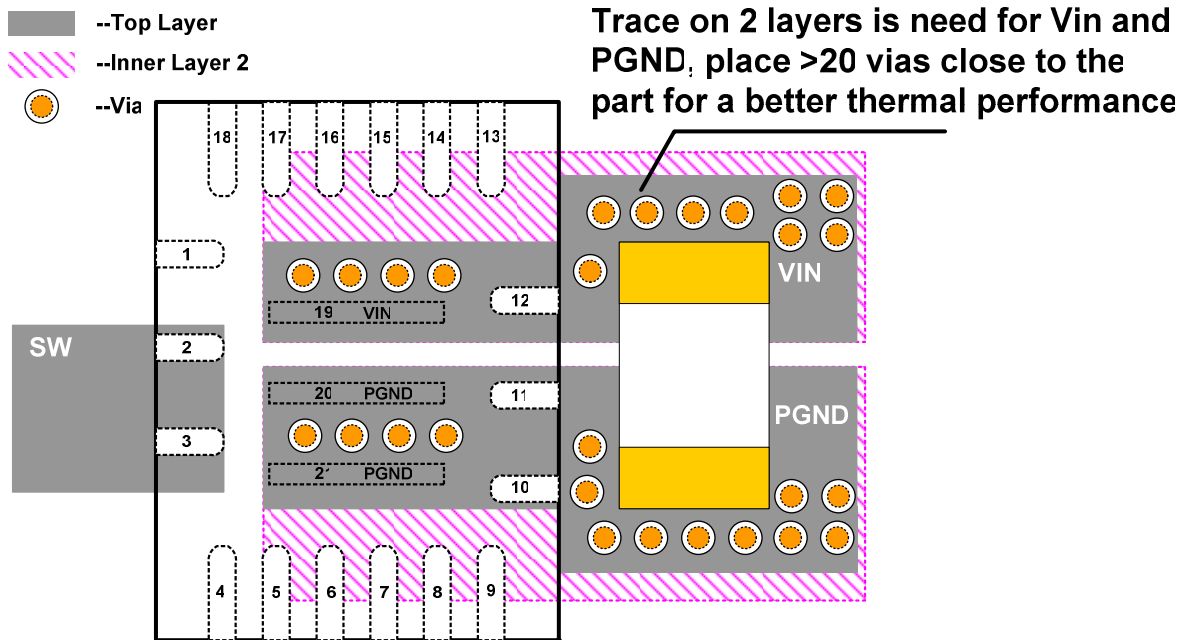 --Top Layer
--Inner Layer 2
--Via
Trace on 2 layers is need for Vin and
PGND, place >20 vias close to the
part for a better thermal performance
18 17 16 15 14 13
1
VIN
12
19 VIN
SW
2
20 PGND
11
PGND
3
21 PGND
10
4 5 6 7 8 9